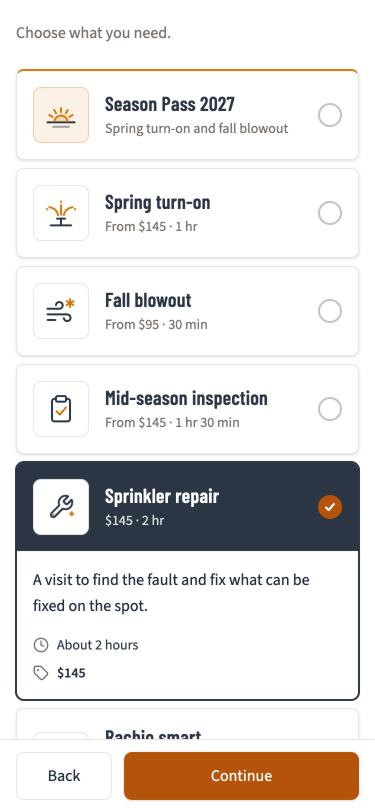 Choose what you need.
Season Pass 2027
Spring turn-on and fall blowout
Spring turn-on
From $145 · 1 hr
Fall blowout
From $95 · 30 min
Mid-season inspection
From $145 · 1 hr 30 min
Sprinkler repair
$145 · 2 hr
A visit to find the fault and fix what can be
fixed on the spot.
About 2 hours
$145
Rachio smart
Back
Continue